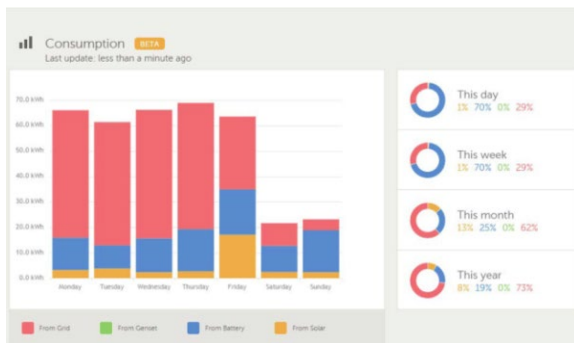 Consumption BETA
Last update: less than a minute ago
70.0 kWh
60.0 kWh
50.0 kWh
40.0 kWh
30.0 kWh
20.0 kWh
10.0 kWh
0.0 kWh
Monday Tuesday Wednesday Thursday Friday Saturday Sunday
From Grid From Genset From Battery From Solar
This day
1% 70% 0% 29%
This week
1% 70% 0% 29%
This month
13% 25% 0% 62%
This year
8% 19% 0% 73%